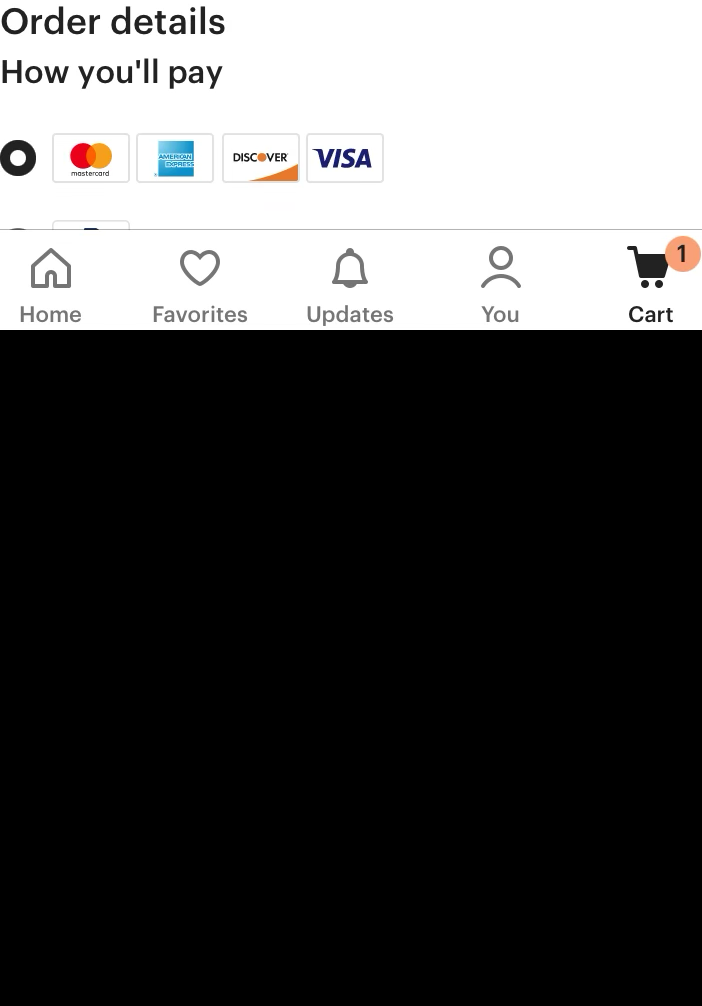 Order details
How you'll pay
mastercard AMERICAN EXPRESS DISCOVER VISA
1
Home Favorites Updates You Cart